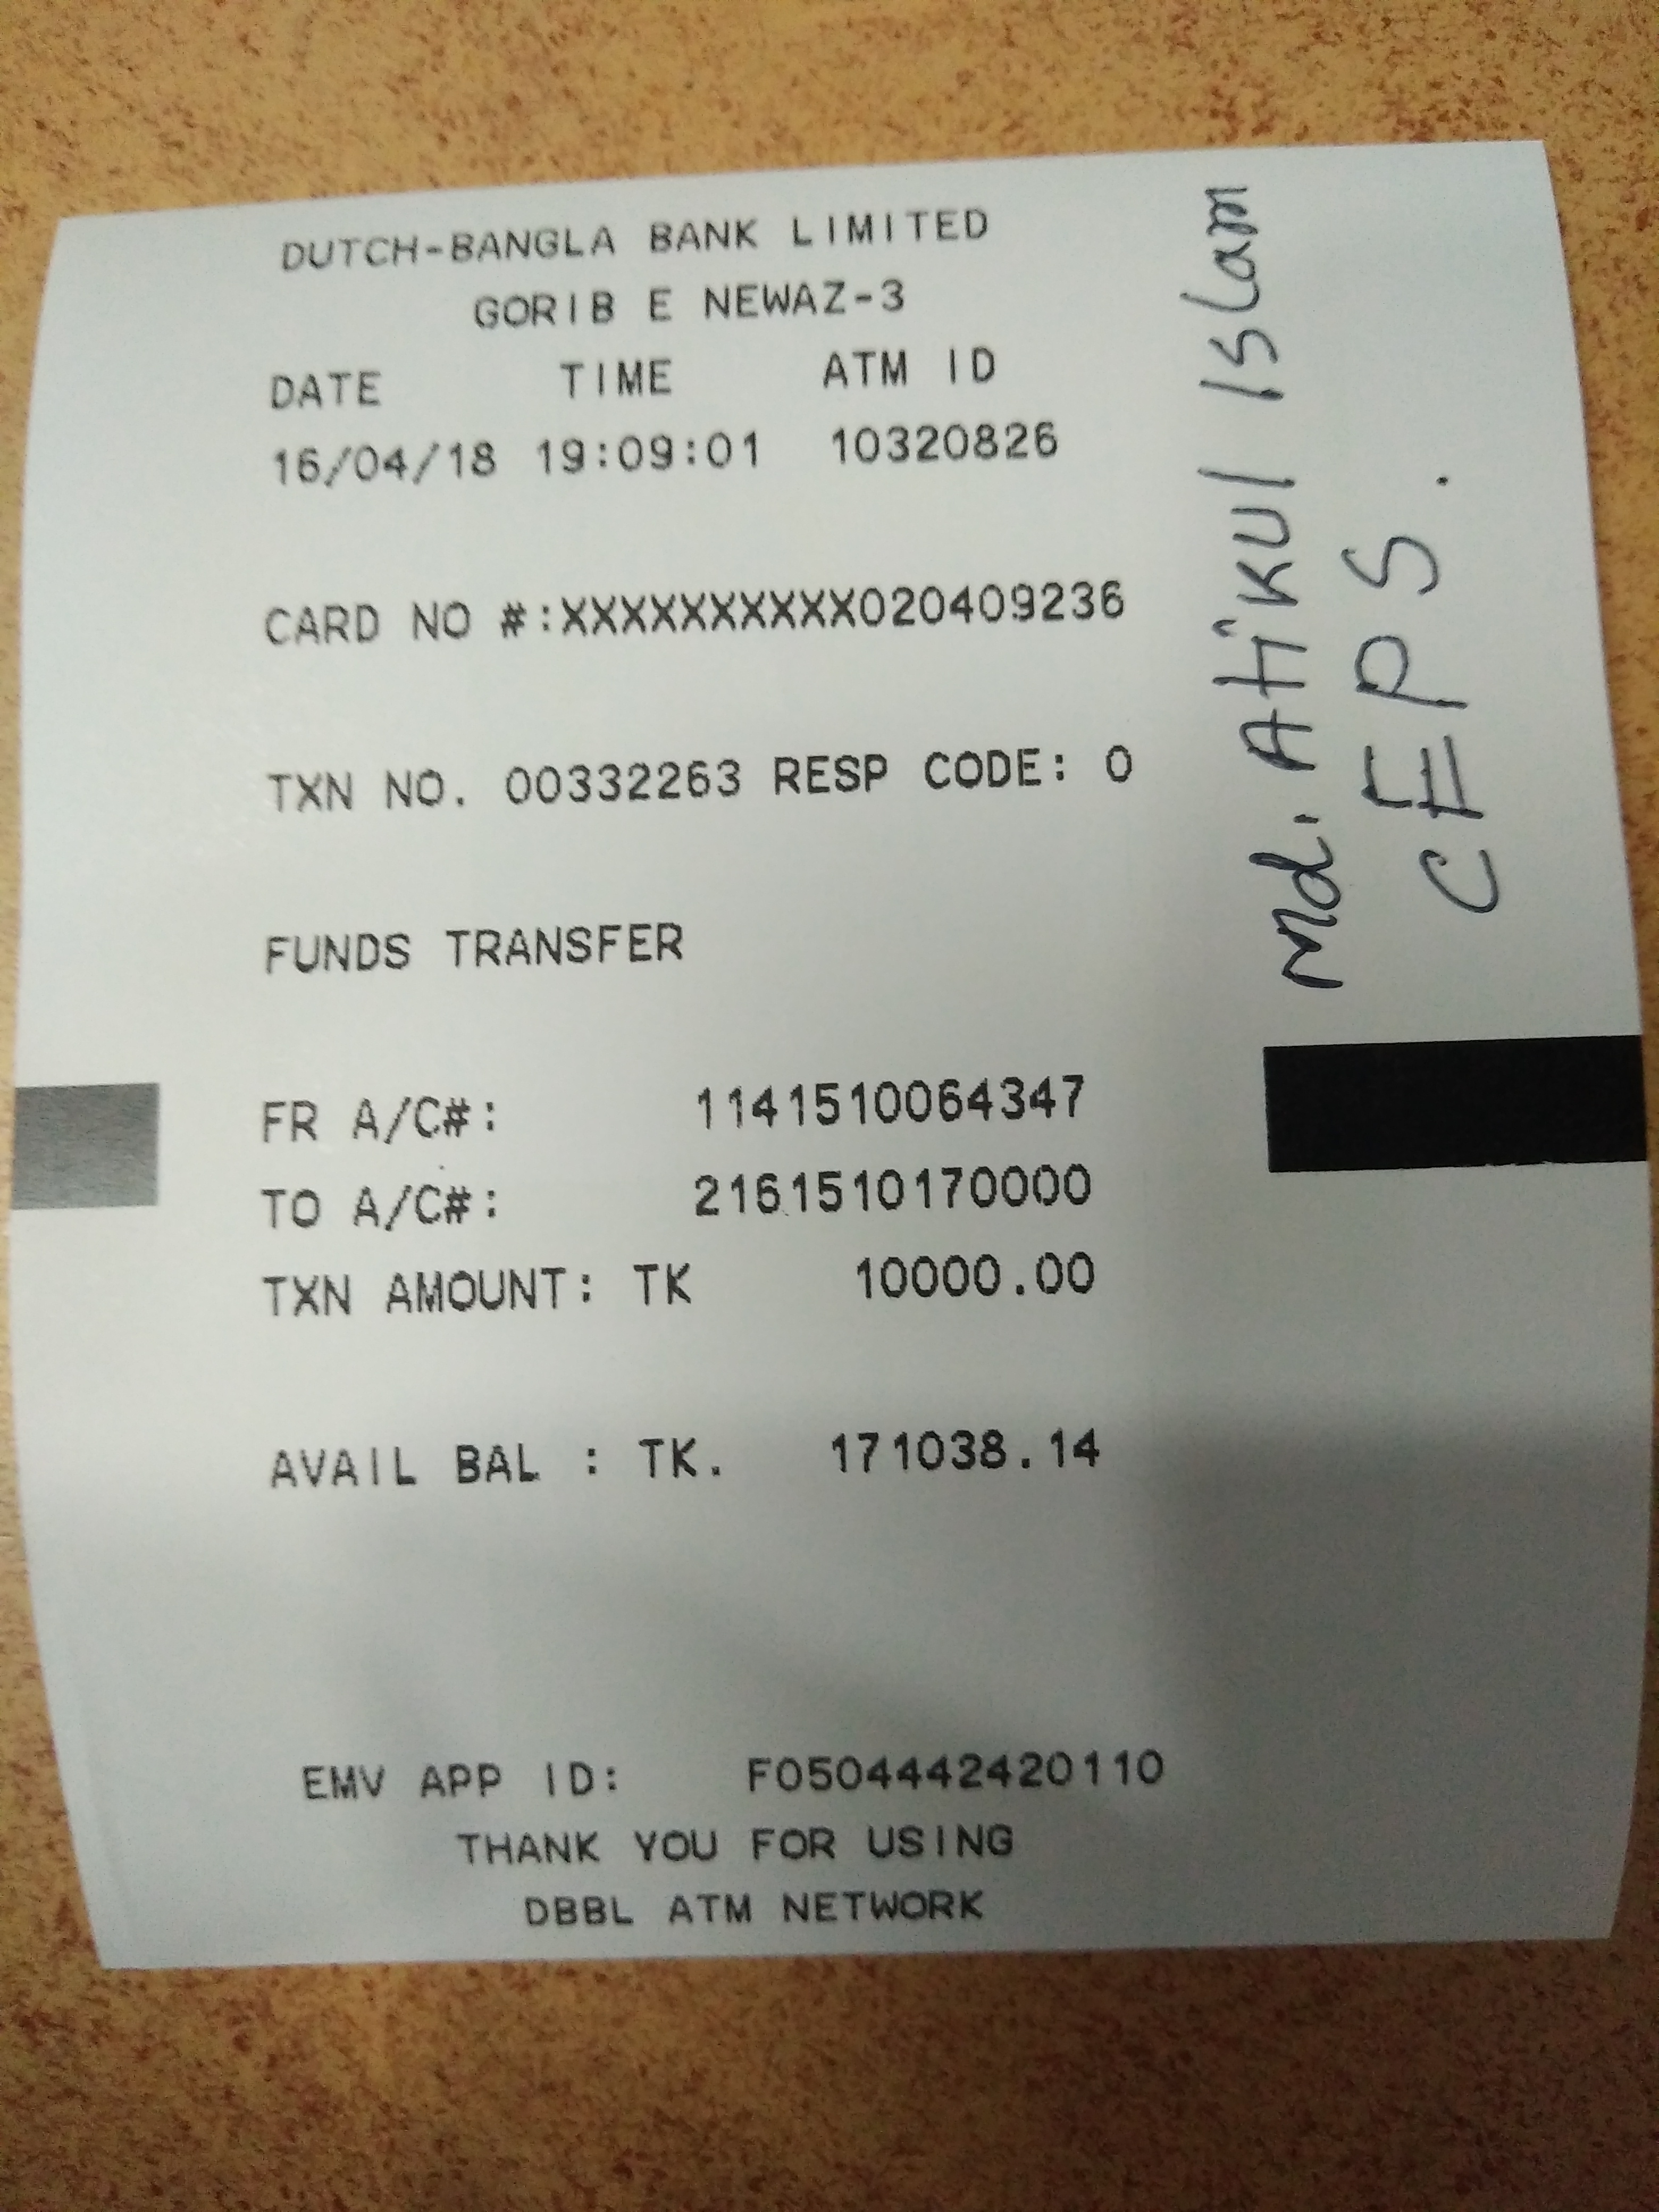 DUTCH-BANGLA BANK LIMITED
GORIB E NEWAZ-3
DATE TIME ATM ID
16/04/18 19:09:01 10320826
CARD NO #:XXXXXXXXXX020409236
TXN NO. 00332263 RESP CODE: 0
FUNDS TRANSFER
FR A/C#: 1141510064347
TO A/C#: 2161510170000
TXN AMOUNT: TK 10000.00
AVAIL BAL : TK. 171038.14
EMV APP ID: F0504442420110
THANK YOU FOR USING
DBBL ATM NETWORK
Md. Atikul Islam
CEPS.